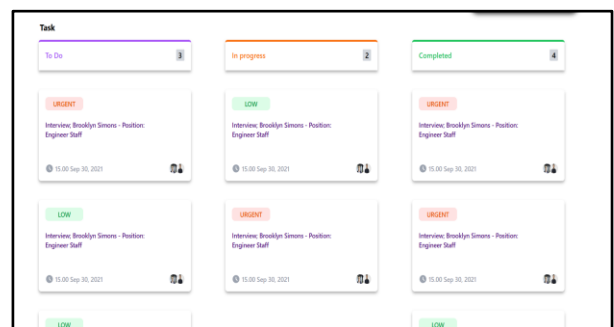 Task
To Do 3
In progress 2
Completed 4
URGENT
Interview; Brooklyn Simons - Position:
Engineer Staff
15.00 Sep 30, 2021
LOW
Interview; Brooklyn Simons - Position:
Engineer Staff
15.00 Sep 30, 2021
URGENT
Interview; Brooklyn Simons - Position:
Engineer Staff
15.00 Sep 30, 2021
LOW
Interview; Brooklyn Simons - Position:
Engineer Staff
15.00 Sep 30, 2021
URGENT
Interview; Brooklyn Simons - Position:
Engineer Staff
15.00 Sep 30, 2021
URGENT
Interview; Brooklyn Simons - Position:
Engineer Staff
15.00 Sep 30, 2021
LOW
LOW